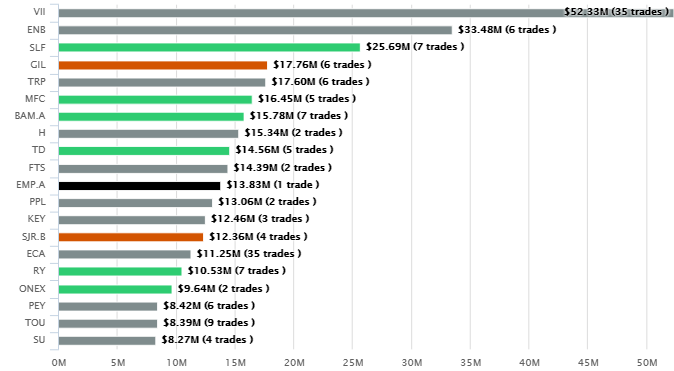 VII $52.33M (35 trades )
ENB $33.48M (6 trades )
SLF $25.69M (7 trades )
GIL $17.76M (6 trades )
TRP $17.60M (6 trades )
MFC $16.45M (5 trades )
BAM.A $15.78M (7 trades )
H $15.34M (2 trades )
TD $14.56M (5 trades )
FTS $14.39M (2 trades )
EMP.A $13.83M (1 trade )
PPL $13.06M (2 trades )
KEY $12.46M (3 trades )
SJR.B $12.36M (4 trades )
ECA $11.25M (35 trades )
RY $10.53M (7 trades )
ONEX $9.64M (2 trades )
PEY $8.42M (6 trades )
TOU $8.39M (9 trades )
SU $8.27M (4 trades )
0M 5M 10M 15M 20M 25M 30M 35M 40M 45M 50M